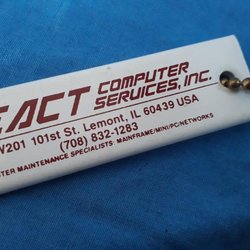 EACT COMPUTER
SERVICES, INC.
W201 101st St. Lemont, IL 60439 USA
(708) 832-1283
TER MAINTENANCE SPECIALISTS: MAINFRAME/MINI/PC/NETWORKS